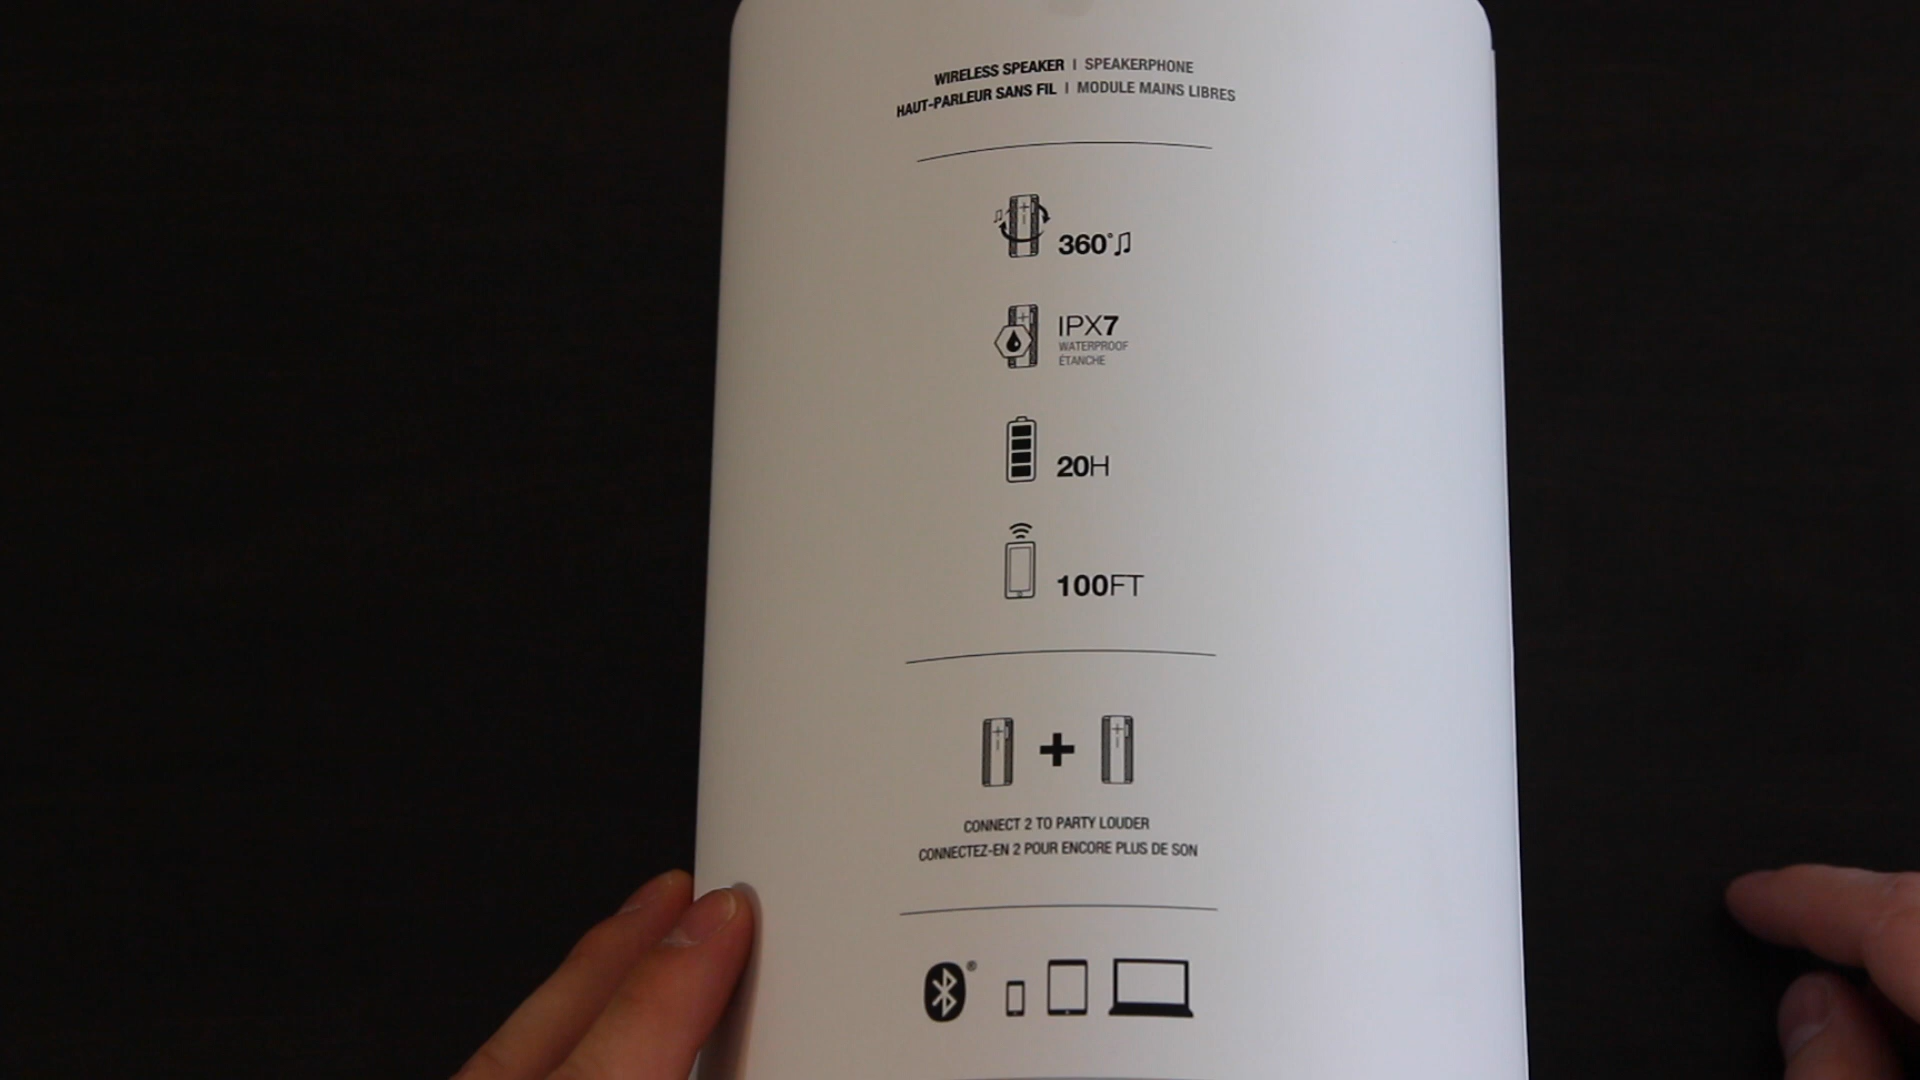 WIRELESS SPEAKER | SPEAKERPHONE
HAUT-PARLEUR SANS FIL | MODULE MAINS LIBRES
360°♫
IPX7
WATERPROOF
ÉTANCHE
20H
100FT
+
CONNECT 2 TO PARTY LOUDER
CONNECTEZ-EN 2 POUR ENCORE PLUS DE SON
®